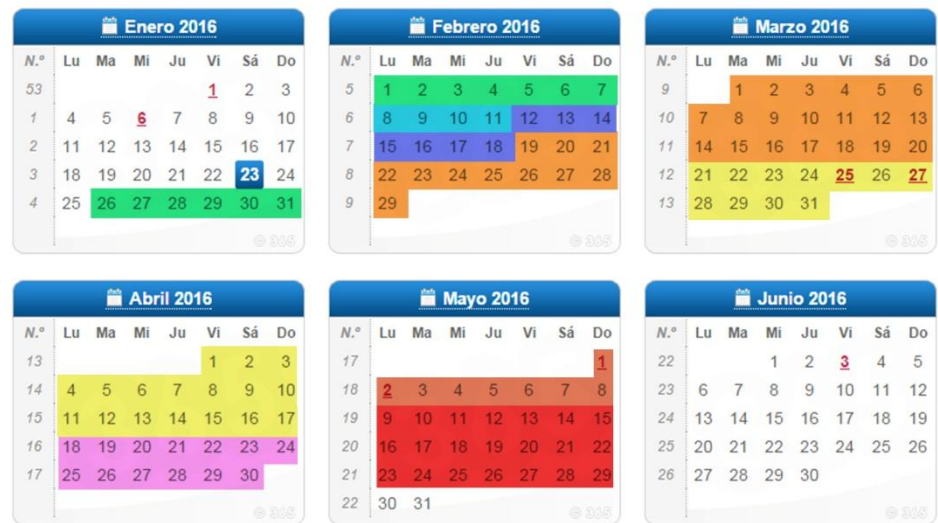 Enero 2016
N.º Lu Ma Mi Ju Vi Sá Do
53 1 2 3
1 4 5 6 7 8 9 10
2 11 12 13 14 15 16 17
3 18 19 20 21 22 23 24
4 25 26 27 28 29 30 31
© 365
Febrero 2016
N.º Lu Ma Mi Ju Vi Sá Do
5 1 2 3 4 5 6 7
6 8 9 10 11 12 13 14
7 15 16 17 18 19 20 21
8 22 23 24 25 26 27 28
9 29
© 365
Marzo 2016
N.º Lu Ma Mi Ju Vi Sá Do
9 1 2 3 4 5 6
10 7 8 9 10 11 12 13
11 14 15 16 17 18 19 20
12 21 22 23 24 25 26 27
13 28 29 30 31
© 365
Abril 2016
N.º Lu Ma Mi Ju Vi Sá Do
13 1 2 3
14 4 5 6 7 8 9 10
15 11 12 13 14 15 16 17
16 18 19 20 21 22 23 24
17 25 26 27 28 29 30
© 365
Mayo 2016
N.º Lu Ma Mi Ju Vi Sá Do
17 1
18 2 3 4 5 6 7 8
19 9 10 11 12 13 14 15
20 16 17 18 19 20 21 22
21 23 24 25 26 27 28 29
22 30 31
© 365
Junio 2016
N.º Lu Ma Mi Ju Vi Sá Do
22 1 2 3 4 5
23 6 7 8 9 10 11 12
24 13 14 15 16 17 18 19
25 20 21 22 23 24 25 26
26 27 28 29 30
© 365